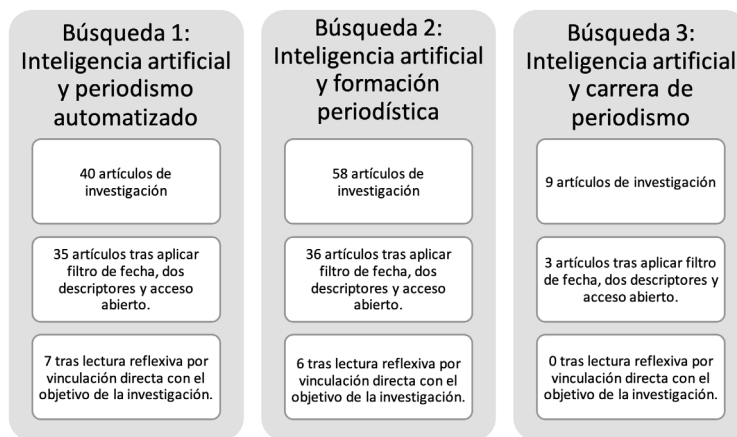 Búsqueda 1:
Inteligencia artificial
y periodismo
automatizado
40 artículos de
investigación
35 artículos tras aplicar
filtro de fecha, dos
descriptores y acceso
abierto.
7 tras lectura reflexiva por
vinculación directa con el
objetivo de la investigación.
Búsqueda 2:
Inteligencia artificial
y formación
periodística
58 artículos de
investigación
36 artículos tras aplicar
filtro de fecha, dos
descriptores y acceso
abierto.
6 tras lectura reflexiva por
vinculación directa con el
objetivo de la investigación.
Búsqueda 3:
Inteligencia artificial
y carrera de
periodismo
9 artículos de investigación
3 artículos tras aplicar filtro
de fecha, dos descriptores y
acceso abierto.
0 tras lectura reflexiva por
vinculación directa con el
objetivo de la investigación.